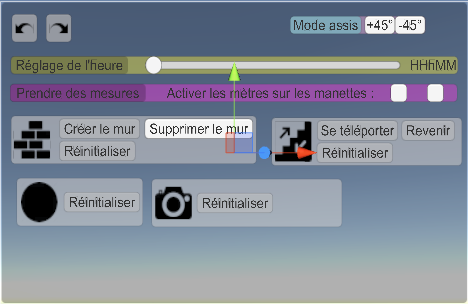 Mode assis +45° -45°
Réglage de l'heure HHhMM
Prendre des mesures Activer les mètres sur les manettes :
Créer le mur Supprimer le mur
Réinitialiser
Se téléporter Revenir
Réinitialiser
Réinitialiser
Réinitialiser